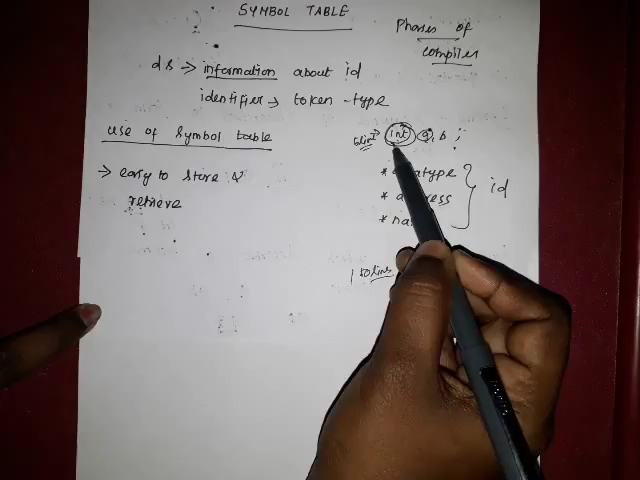 SYMBOL TABLE
Phases of
compiler
ds → information about id
identifier → token - type
use of symbol table
int a, b ;
→ easy to store &
retrieve
id